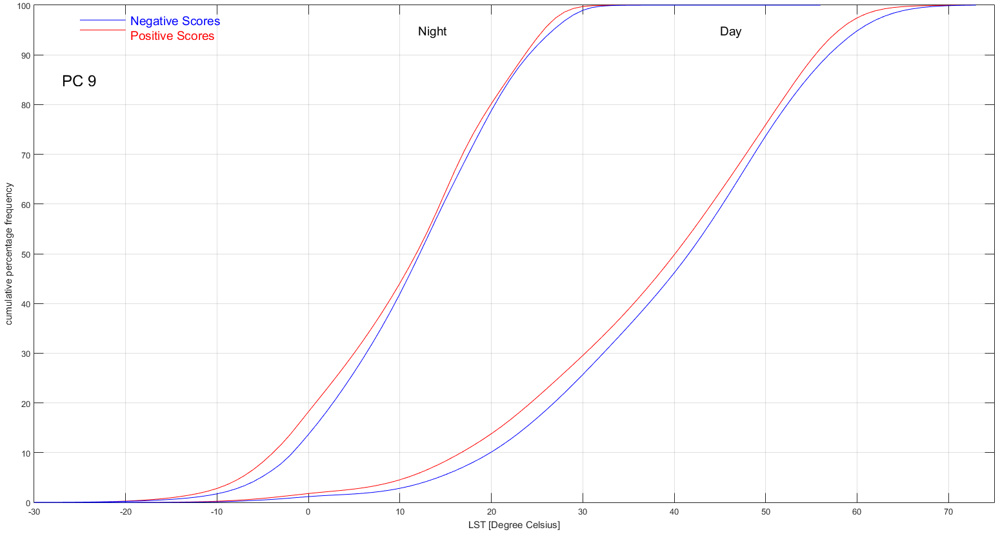 Negative Scores
Positive Scores
Night
Day
PC 9
cumulative percentage frequency
100
90
80
70
60
50
40
30
20
10
0
-30 -20 -10 0 10 20 30 40 50 60 70
LST [Degree Celsius]